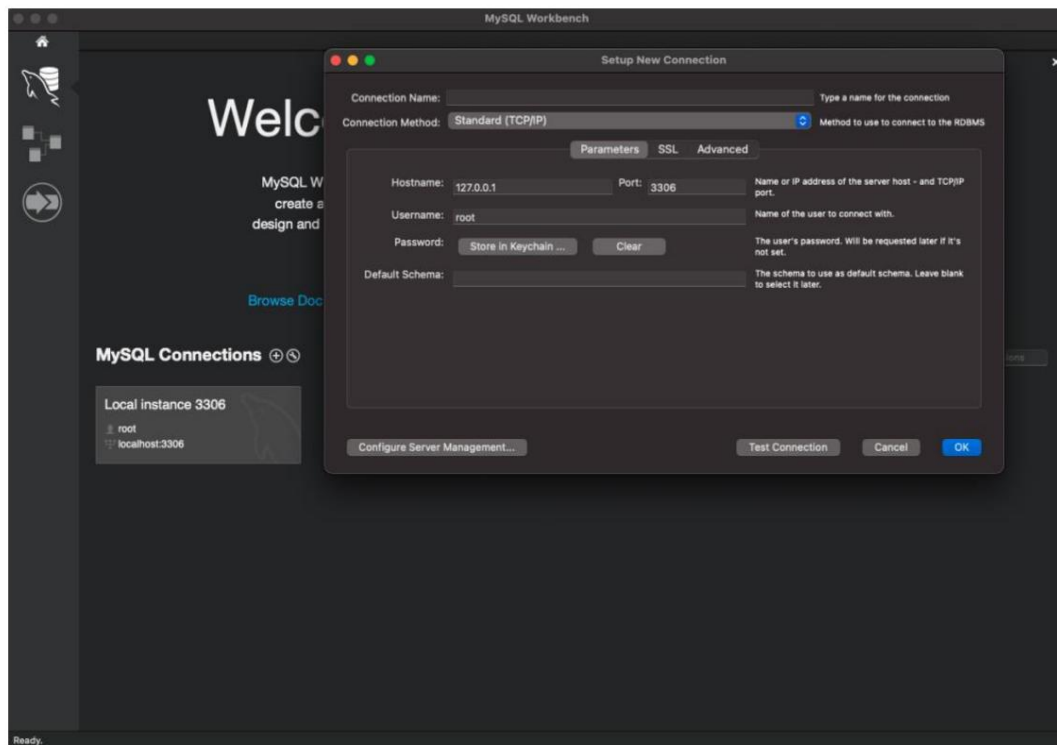 MySQL Workbench
Setup New Connection
Connection Name:
Type a name for the connection
Connection Method: Standard (TCP/IP)
Method to use to connect to the RDBMS
Parameters SSL Advanced
Hostname: 127.0.0.1 Port: 3306
Name or IP address of the server host - and TCP/IP
port.
Username: root
Name of the user to connect with.
Password: Store in Keychain ... Clear
The user's password. Will be requested later if it's
not set.
Default Schema:
The schema to use as default schema. Leave blank
to select it later.
Configure Server Management... Test Connection Cancel OK
Welc
MySQL W
create a
design and
Browse Doc
MySQL Connections
ions
Local instance 3306
root
localhost:3306
Ready.